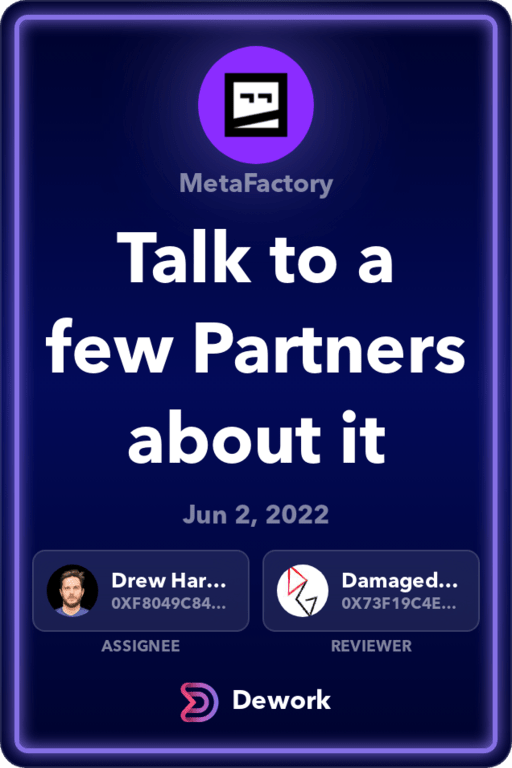 MetaFactory
Talk to a
few Partners
about it
Jun 2, 2022
Drew Har...
0XF8049C84...
ASSIGNEE
Damaged...
0X73F19C4E...
REVIEWER
Dework